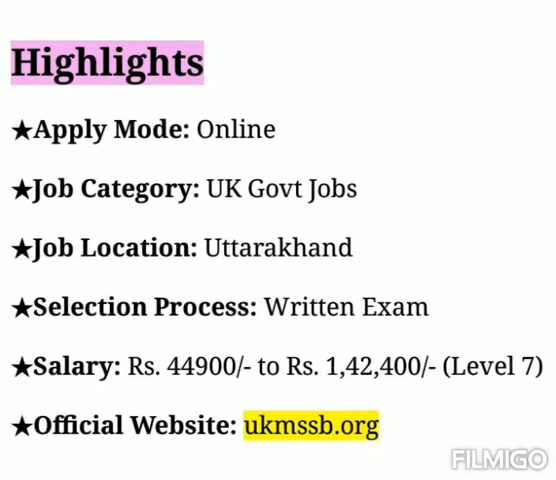 Highlights
★Apply Mode: Online
★Job Category: UK Govt Jobs
★Job Location: Uttarakhand
★Selection Process: Written Exam
★Salary: Rs. 44900/- to Rs. 1,42,400/- (Level 7)
★Official Website: ukmssb.org
FILMIGO